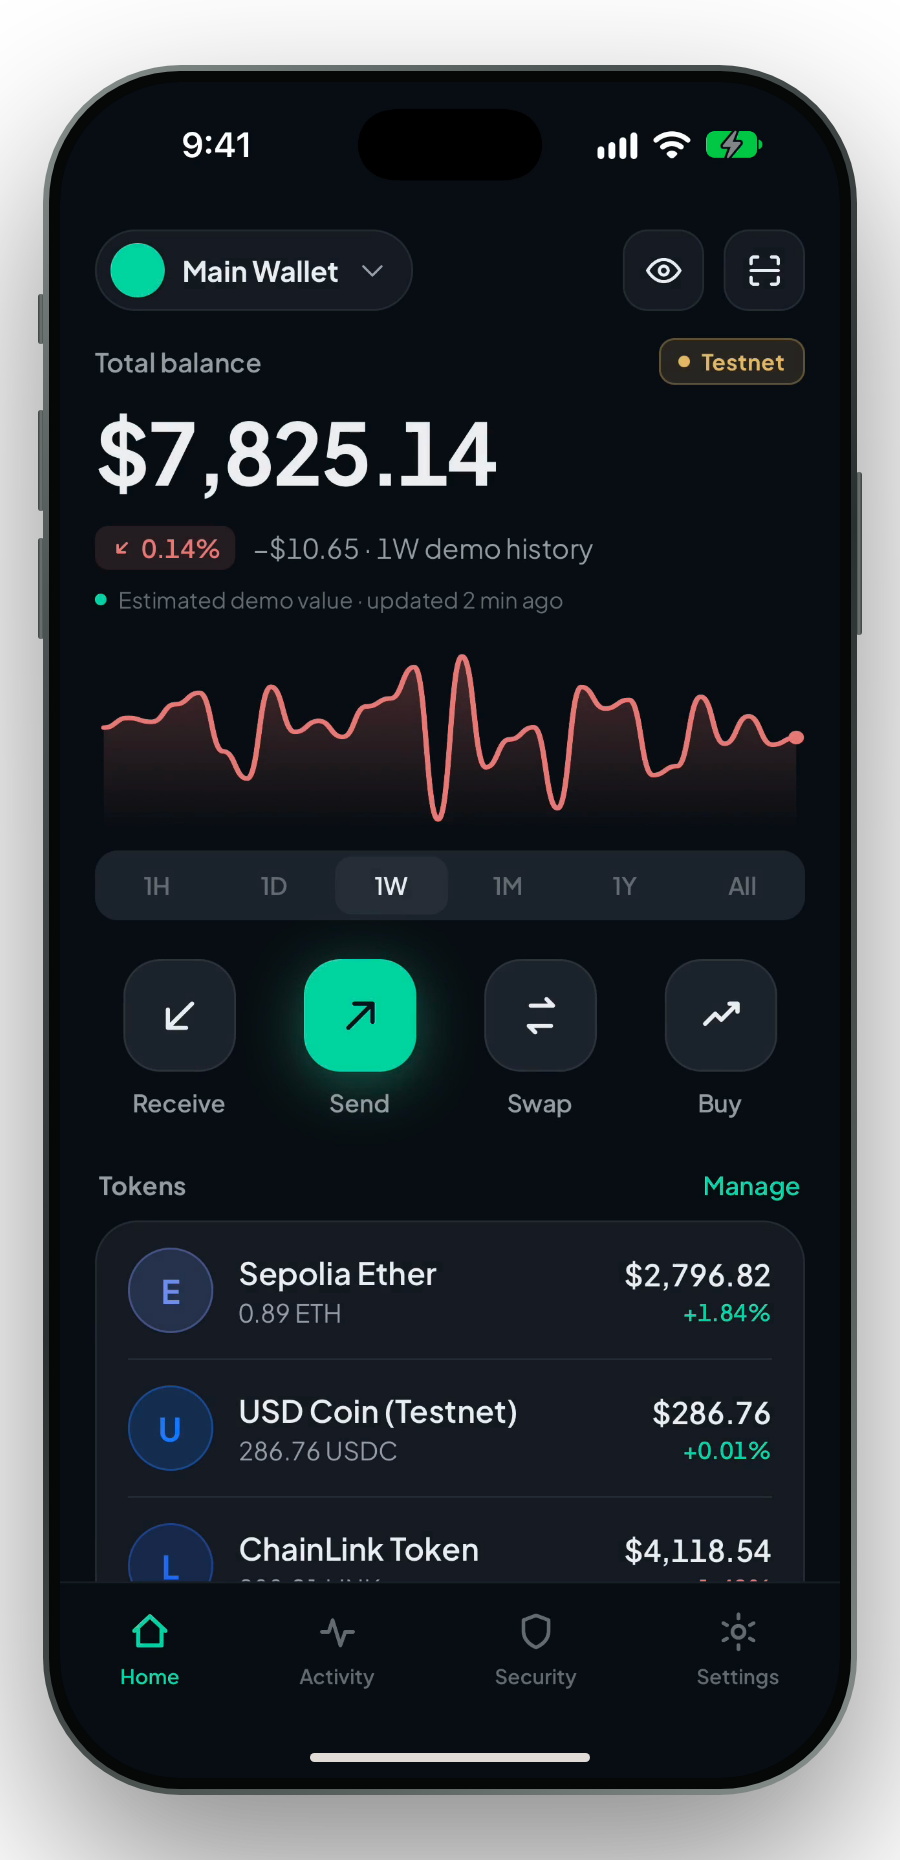 9:41
Main Wallet
Total balance
Testnet
$7,825.14
0.14% −$10.65 · 1W demo history
Estimated demo value · updated 2 min ago
1H 1D 1W 1M 1Y All
Receive Send Swap Buy
Tokens Manage
E Sepolia Ether $2,796.82
0.89 ETH +1.84%
U USD Coin (Testnet) $286.76
286.76 USDC +0.01%
L ChainLink Token $4,118.54
Home Activity Security Settings